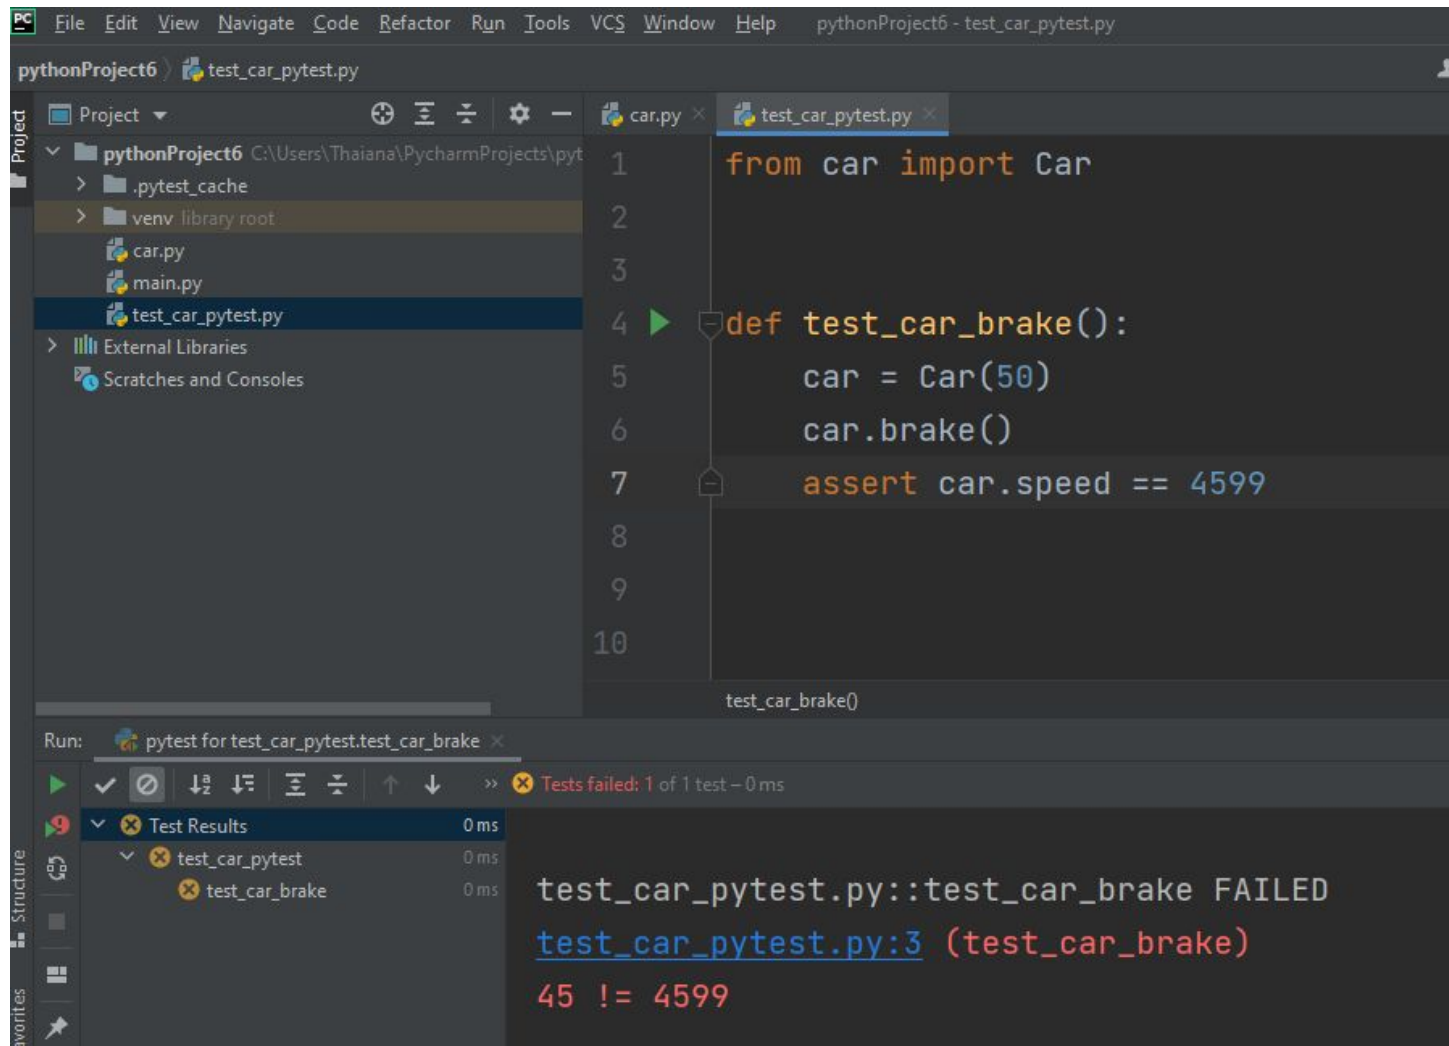 PC File Edit View Navigate Code Refactor Run Tools VCS Window Help pythonProject6 - test_car_pytest.py
pythonProject6 test_car_pytest.py
Project
Project
car.py
test_car_pytest.py
pythonProject6 C:\Users\Thaiana\PycharmProjects\pyt
.pytest_cache
venv library root
car.py
main.py
test_car_pytest.py
External Libraries
Scratches and Consoles
1 from car import Car
2
3
4 def test_car_brake():
5 car = Car(50)
6 car.brake()
7 assert car.speed == 4599
8
9
10
test_car_brake()
Run: pytest for test_car_pytest.test_car_brake
Tests failed: 1 of 1 test – 0 ms
Test Results 0 ms
test_car_pytest 0 ms
test_car_brake 0 ms
Structure
avorites
test_car_pytest.py::test_car_brake FAILED
test_car_pytest.py:3 (test_car_brake)
45 != 4599